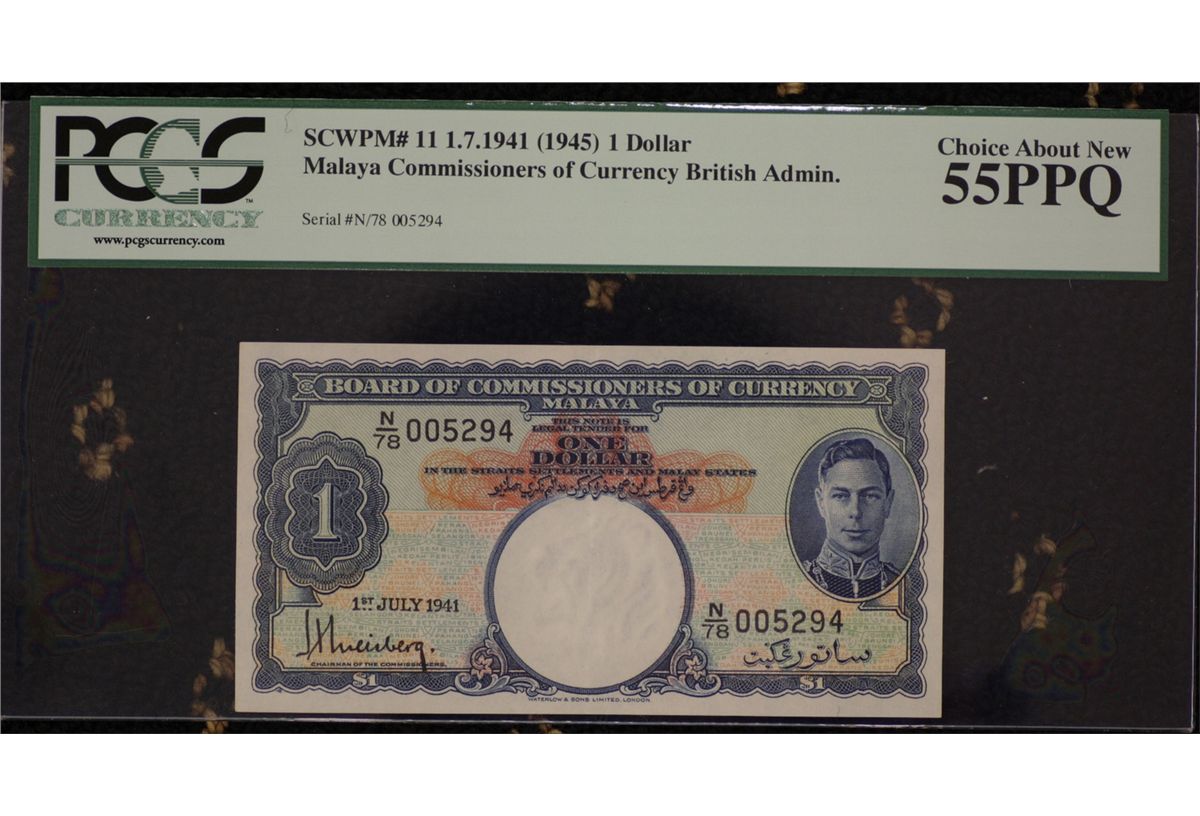 PCGS™
CURRENCY
www.pcgscurrency.com
SCWPM# 11 1.7.1941 (1945) 1 Dollar
Malaya Commissioners of Currency British Admin.
Serial #N/78 005294
Choice About New
55PPQ
BOARD OF COMMISSIONERS OF CURRENCY
MALAYA
N/78 005294
THIS NOTE IS
LEGAL TENDER FOR
ONE
DOLLAR
IN THE STRAITS SETTLEMENTS AND MALAY STATES
1
1ST JULY 1941
CHAIRMAN OF THE COMMISSIONERS.
N/78 005294
$1
$1
WATERLOW & SONS LIMITED, LONDON.